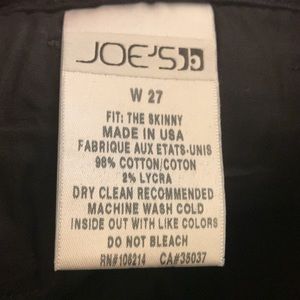 JOE'S
W 27
FIT: THE SKINNY
MADE IN USA
FABRIQUE AUX ETATS-UNIS
98% COTTON/COTON
2% LYCRA
DRY CLEAN RECOMMENDED
MACHINE WASH COLD
INSIDE OUT WITH LIKE COLORS
DO NOT BLEACH
RN#106214 CA#35037